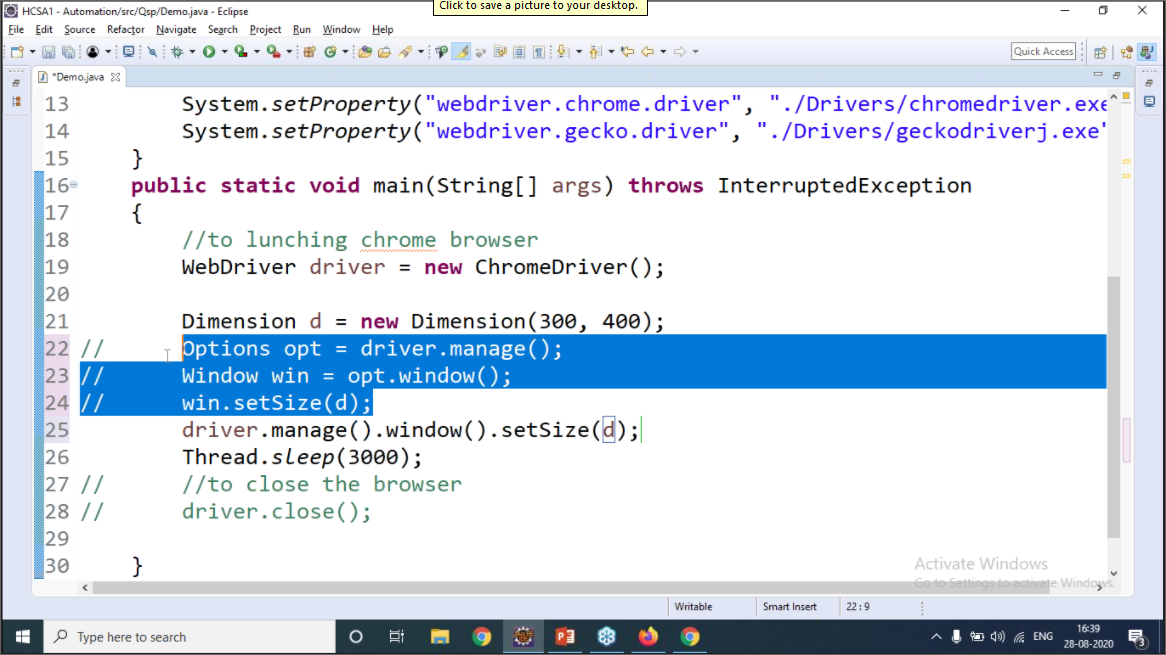 Click to save a picture to your desktop.
HCSA1 - Automation/src/Qsp/Demo.java - Eclipse
File Edit Source Refactor Navigate Search Project Run Window Help
Quick Access
*Demo.java
13 System.setProperty("webdriver.chrome.driver", "./Drivers/chromedriver.exe
14 System.setProperty("webdriver.gecko.driver", "./Drivers/geckodriverj.exe"
15 }
16 public static void main(String[] args) throws InterruptedException
17 {
18 //to lunching chrome browser
19 WebDriver driver = new ChromeDriver();
20
21 Dimension d = new Dimension(300, 400);
22 // Options opt = driver.manage();
23 // Window win = opt.window();
24 // win.setSize(d);
25 driver.manage().window().setSize(d);
26 Thread.sleep(3000);
27 // //to close the browser
28 // driver.close();
29
30 }
Activate Windows
Go to Settings to activate Windows.
Writable Smart Insert 22 : 9
Type here to search
ENG
16:39
28-08-2020
3